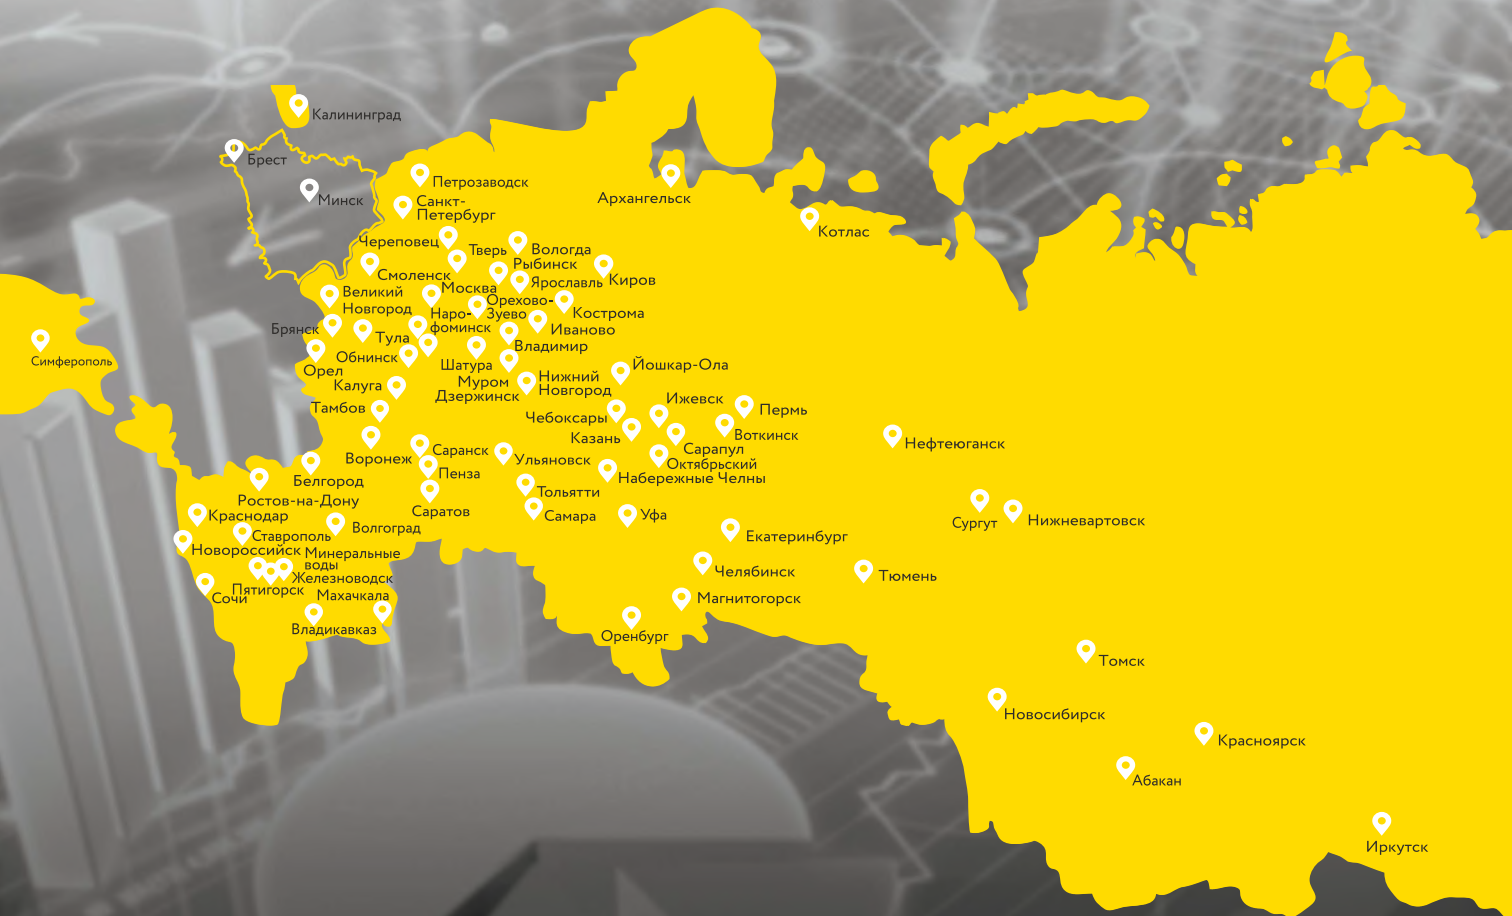 Калининград
Брест
Минск
Петрозаводск
Санкт-
Петербург
Архангельск
Котлас
Череповец
Тверь
Вологда
Рыбинск
Смоленск
Москва
Ярославль
Киров
Великий
Новгород
Орехово-
Зуево
Кострома
Наро-
фоминск
Брянск
Тула
Иваново
Владимир
Симферополь
Обнинск
Орел
Шатура
Йошкар-Ола
Калуга
Муром
Нижний
Новгород
Дзержинск
Тамбов
Ижевск
Пермь
Чебоксары
Казань
Воткинск
Сарапул
Нефтеюганск
Воронеж
Саранск
Пенза
Ульяновск
Октябрьский
Набережные Челны
Белгород
Ростов-на-Дону
Саратов
Тольятти
Самара
Уфа
Краснодар
Ставрополь
Волгоград
Сургут
Нижневартовск
Екатеринбург
Новороссийск
Минеральные
воды
Железноводск
Пятигорск
Сочи
Махачкала
Владикавказ
Челябинск
Тюмень
Магнитогорск
Оренбург
Томск
Новосибирск
Красноярск
Абакан
Иркутск